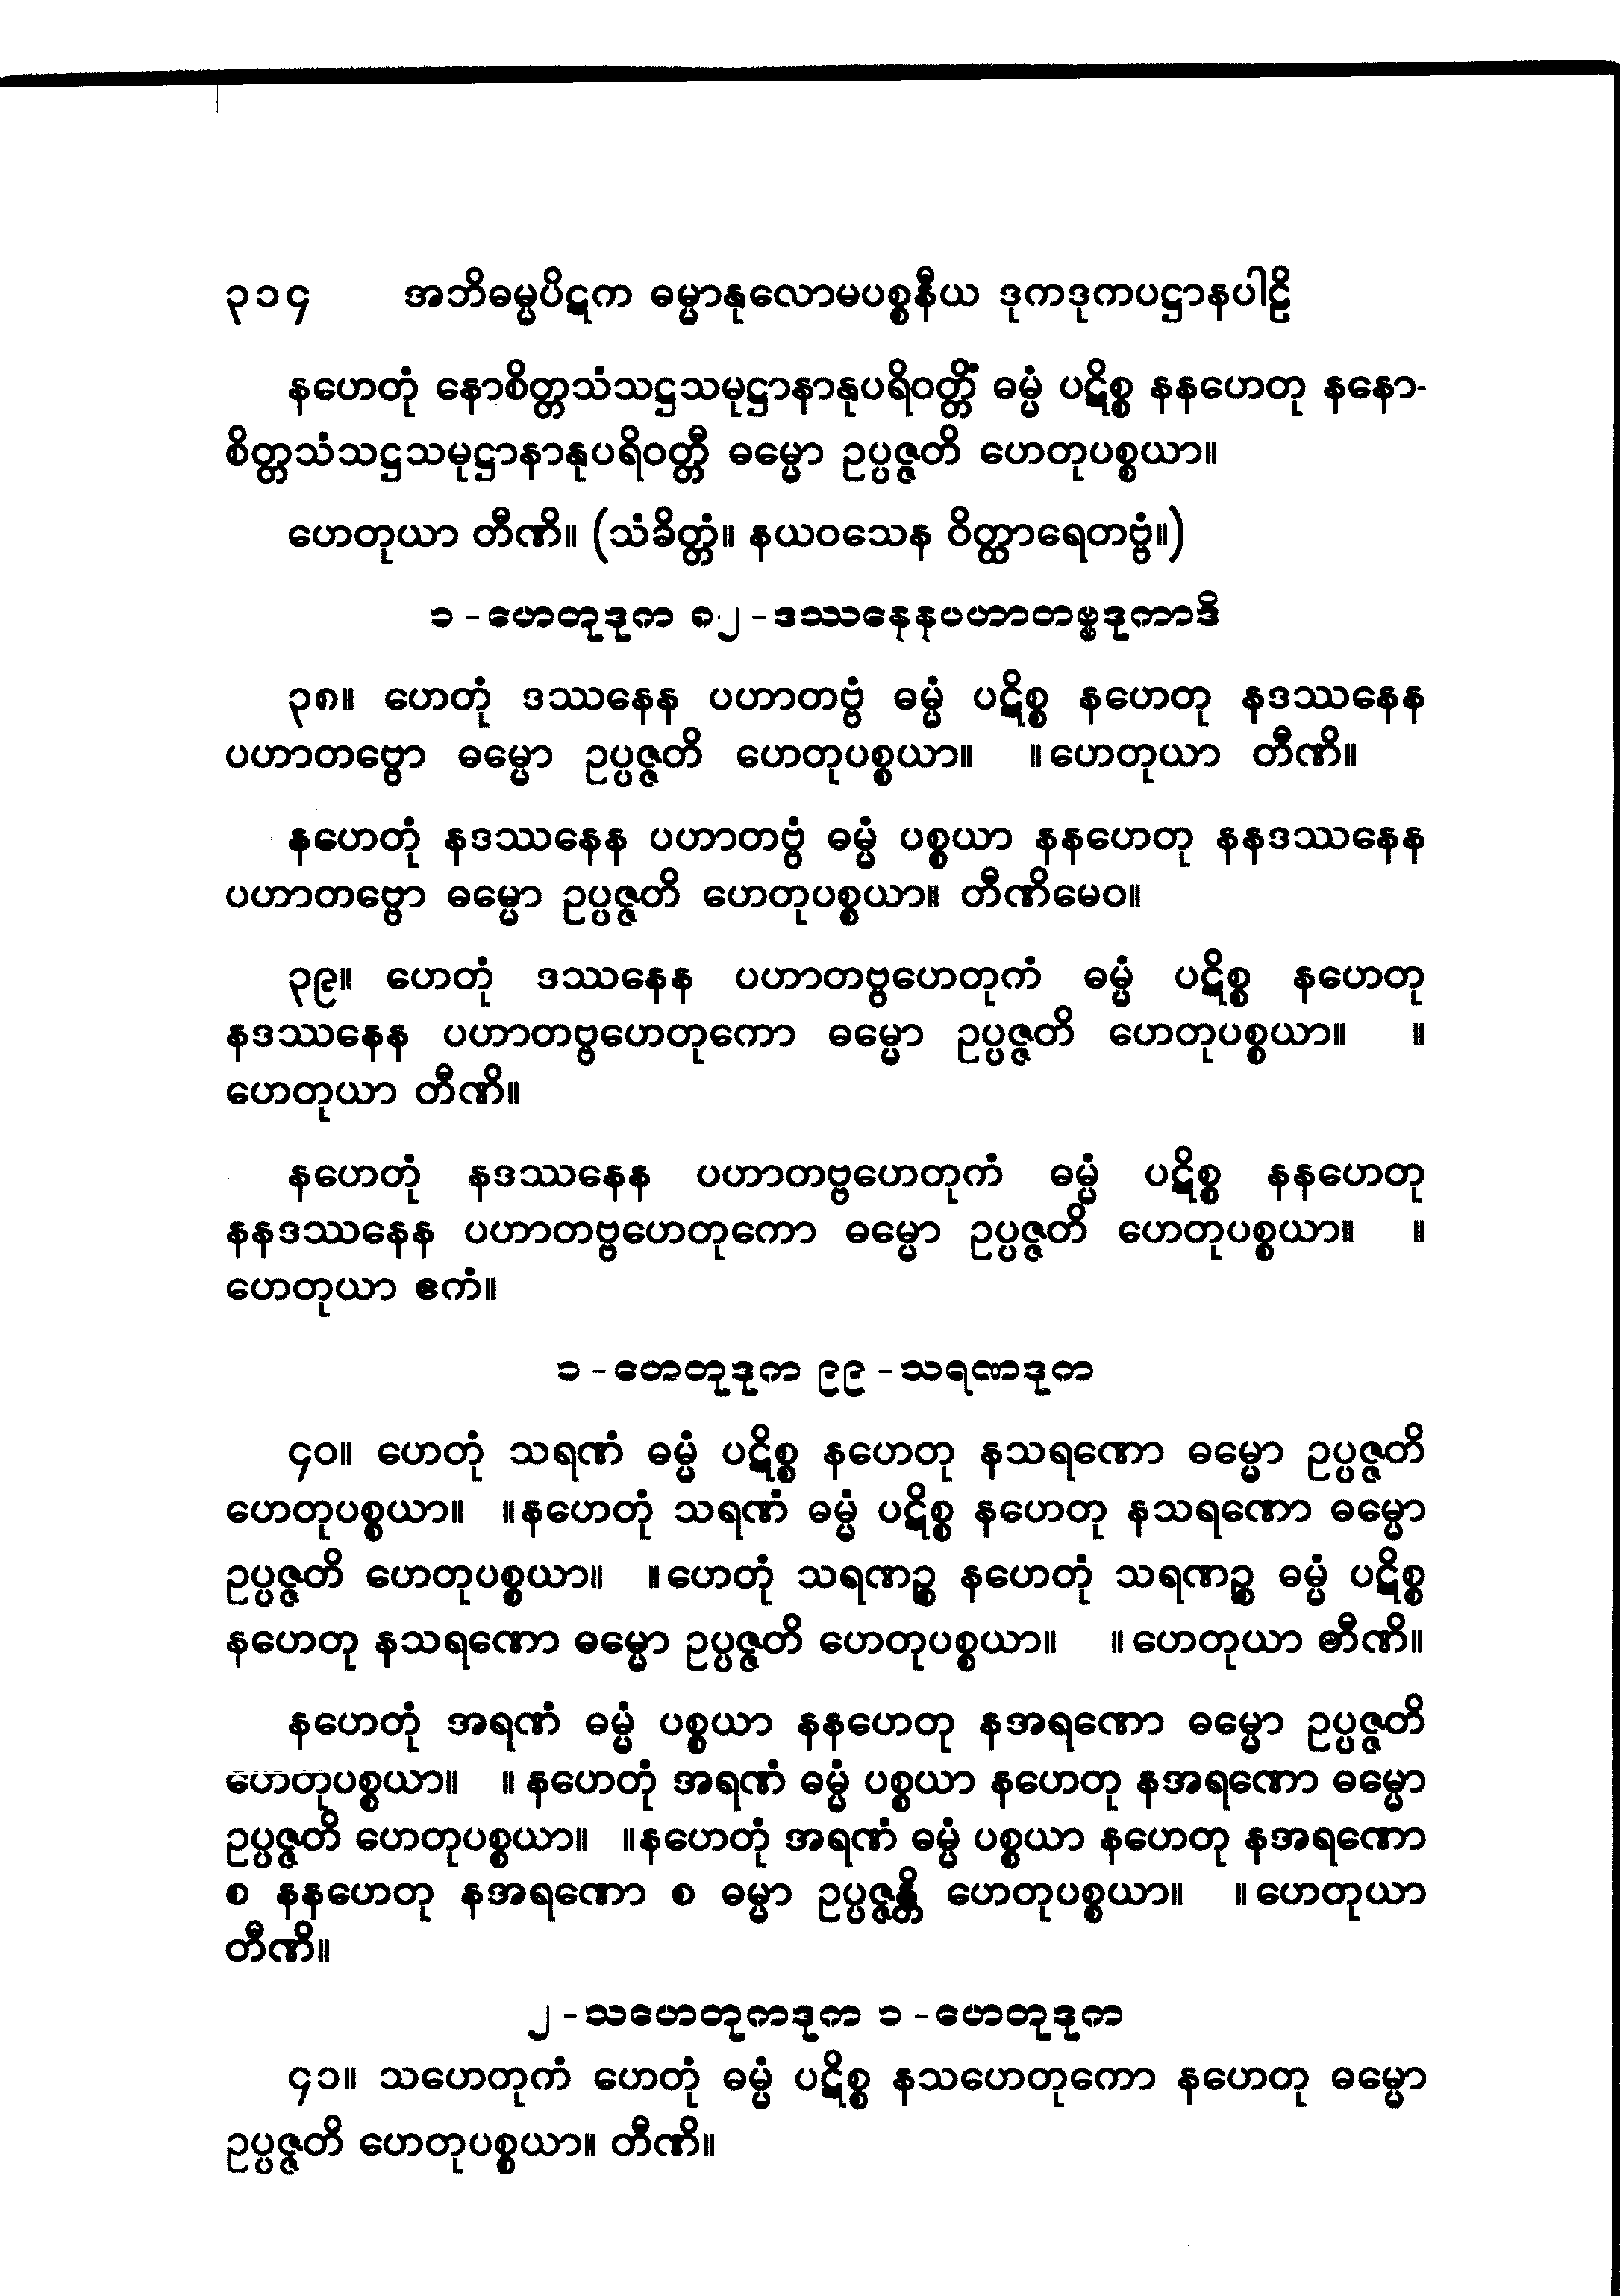 ၃၁၄ အဘိဓမ္မပိဋက ဓမ္မာနုလောမပစ္စနီယ ဒုကဒုကပဋ္ဌာနပါဠိ
နဟေတုံ နောစိတ္တသံသဋ္ဌသမုဋ္ဌာနာနုပရိဝတ္တိံ ဓမ္မံ ပဋိစ္စ နနဟေတု နနော-
စိတ္တသံသဋ္ဌသမုဋ္ဌာနာနုပရိဝတ္တီ ဓမ္မော ဥပ္ပဇ္ဇတိ ဟေတုပစ္စယာ။
ဟေတုယာ တီဏိ။ (သံခိတ္တံ။ နယဝသေန ဝိတ္ထာရေတဗ္ဗံ။)
၁ - ဟေတုဒုက ၈၂ - ဒဿနေနပဟာတဗ္ဗဒုကာဒိ
၃၈။ ဟေတုံ ဒဿနေန ပဟာတဗ္ဗံ ဓမ္မံ ပဋိစ္စ နဟေတု နဒဿနေန
ပဟာတဗ္ဗော ဓမ္မော ဥပ္ပဇ္ဇတိ ဟေတုပစ္စယာ။ ။ ဟေတုယာ တီဏိ။
နဟေတုံ နဒဿနေန ပဟာတဗ္ဗံ ဓမ္မံ ပစ္စယာ နနဟေတု နနဒဿနေန
ပဟာတဗ္ဗော ဓမ္မော ဥပ္ပဇ္ဇတိ ဟေတုပစ္စယာ။ တီဏိမေဝ။
၃၉။ ဟေတုံ ဒဿနေန ပဟာတဗ္ဗဟေတုကံ ဓမ္မံ ပဋိစ္စ နဟေတု
နဒဿနေန ပဟာတဗ္ဗဟေတုကော ဓမ္မော ဥပ္ပဇ္ဇတိ ဟေတုပစ္စယာ။ ။
ဟေတုယာ တီဏိ။
နဟေတုံ နဒဿနေန ပဟာတဗ္ဗဟေတုကံ ဓမ္မံ ပဋိစ္စ နနဟေတု
နနဒဿနေန ပဟာတဗ္ဗဟေတုကော ဓမ္မော ဥပ္ပဇ္ဇတိ ဟေတုပစ္စယာ။ ။
ဟေတုယာ ဧကံ။
၁ - ဟေတုဒုက ၉၉ - သရဏဒုက
၄၀။ ဟေတုံ သရဏံ ဓမ္မံ ပဋိစ္စ နဟေတု နသရဏော ဓမ္မော ဥပ္ပဇ္ဇတိ
ဟေတုပစ္စယာ။ ။နဟေတုံ သရဏံ ဓမ္မံ ပဋိစ္စ နဟေတု နသရဏော ဓမ္မော
ဥပ္ပဇ္ဇတိ ဟေတုပစ္စယာ။ ။ဟေတုံ သရဏဉ္စ နဟေတုံ သရဏဉ္စ ဓမ္မံ ပဋိစ္စ
နဟေတု နသရဏော ဓမ္မော ဥပ္ပဇ္ဇတိ ဟေတုပစ္စယာ။ ။ ဟေတုယာ တီဏိ။
နဟေတုံ အရဏံ ဓမ္မံ ပစ္စယာ နနဟေတု နအရဏော ဓမ္မော ဥပ္ပဇ္ဇတိ
ဟေတုပစ္စယာ။ ။ နဟေတုံ အရဏံ ဓမ္မံ ပစ္စယာ နဟေတု နအရဏော ဓမ္မော
ဥပ္ပဇ္ဇတိ ဟေတုပစ္စယာ။ ။နဟေတုံ အရဏံ ဓမ္မံ ပစ္စယာ နဟေတု နအရဏော
စ နနဟေတု နအရဏော စ ဓမ္မာ ဥပ္ပဇ္ဇန္တိ ဟေတုပစ္စယာ။ ။ ဟေတုယာ
တီဏိ။
၂ - သဟေတုကဒုက ၁ - ဟေတုဒုက
၄၁။ သဟေတုကံ ဟေတုံ ဓမ္မံ ပဋိစ္စ နသဟေတုကော နဟေတု ဓမ္မော
ဥပ္ပဇ္ဇတိ ဟေတုပစ္စယာ။ တီဏိ။